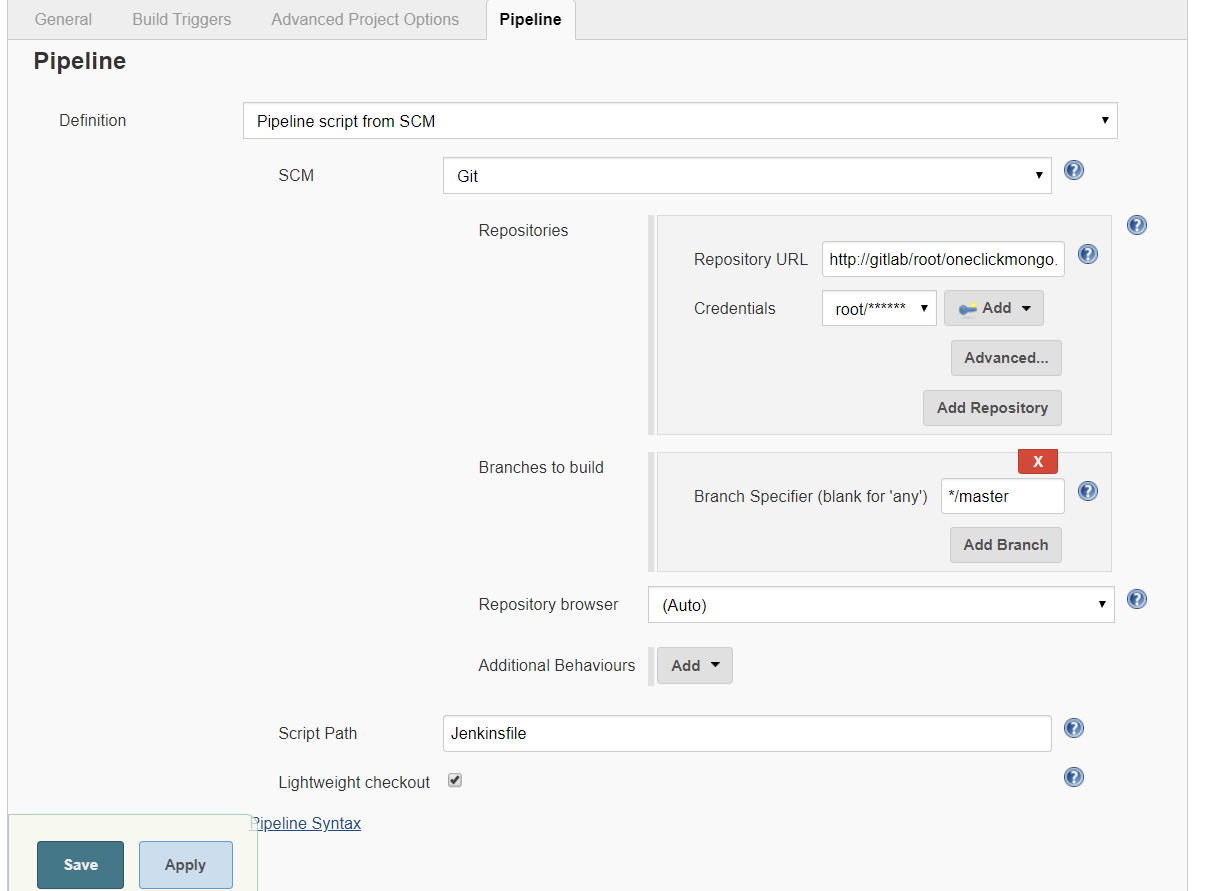 General Build Triggers Advanced Project Options Pipeline
Pipeline
Definition Pipeline script from SCM
SCM Git
Repositories
Repository URL http://gitlab/root/oneclickmongo.
Credentials root/****** Add
Advanced...
Add Repository
Branches to build
X
Branch Specifier (blank for 'any') */master
Add Branch
Repository browser (Auto)
Additional Behaviours Add
Script Path Jenkinsfile
Lightweight checkout
Pipeline Syntax
Save Apply